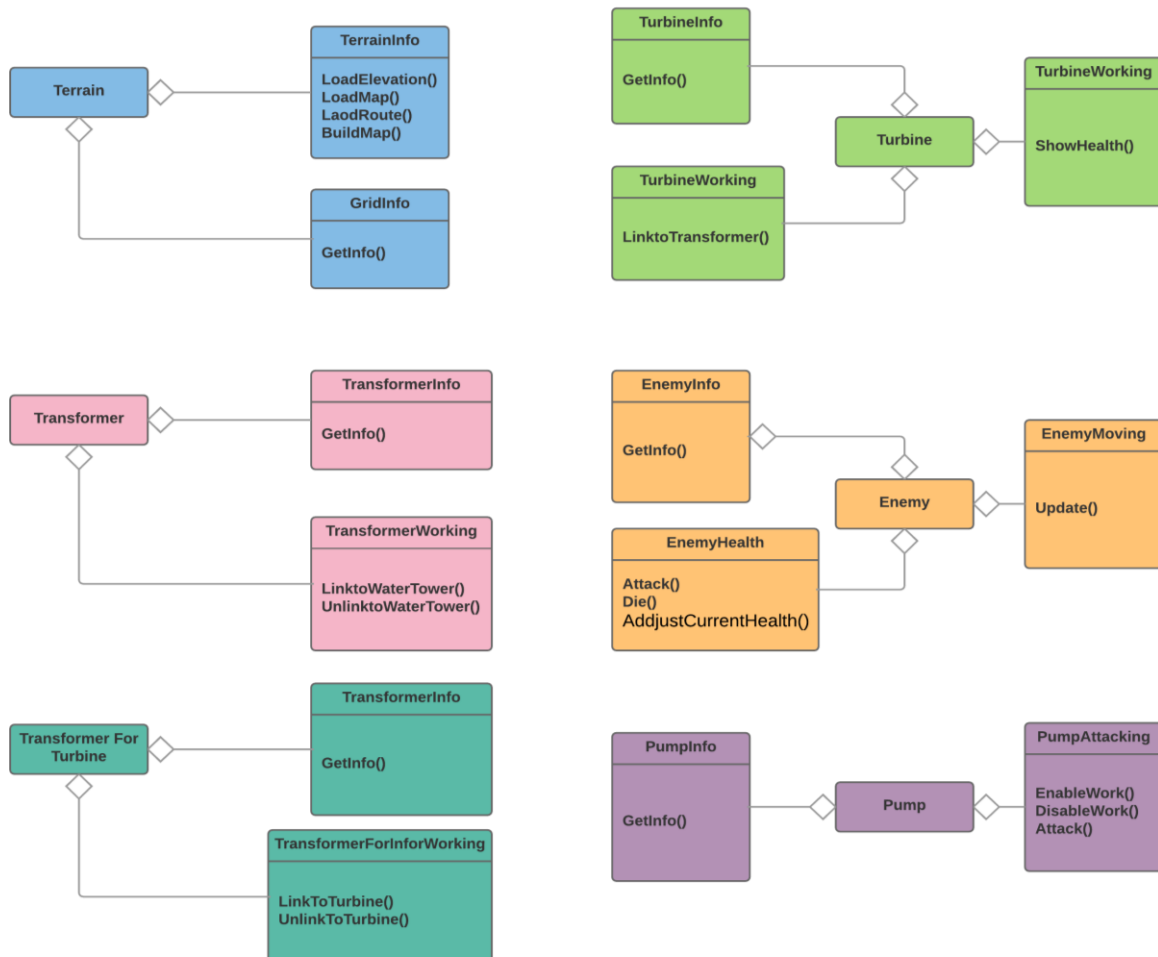 Terrain
TerrainInfo
LoadElevation()
LoadMap()
LaodRoute()
BuildMap()
GridInfo
GetInfo()
TurbineInfo
GetInfo()
Turbine
TurbineWorking
ShowHealth()
TurbineWorking
LinktoTransformer()
Transformer
TransformerInfo
GetInfo()
TransformerWorking
LinktoWaterTower()
UnlinktoWaterTower()
EnemyInfo
GetInfo()
Enemy
EnemyMoving
Update()
EnemyHealth
Attack()
Die()
AddjustCurrentHealth()
Transformer For
Turbine
TransformerInfo
GetInfo()
TransformerForInforWorking
LinkToTurbine()
UnlinkToTurbine()
PumpInfo
GetInfo()
Pump
PumpAttacking
EnableWork()
DisableWork()
Attack()